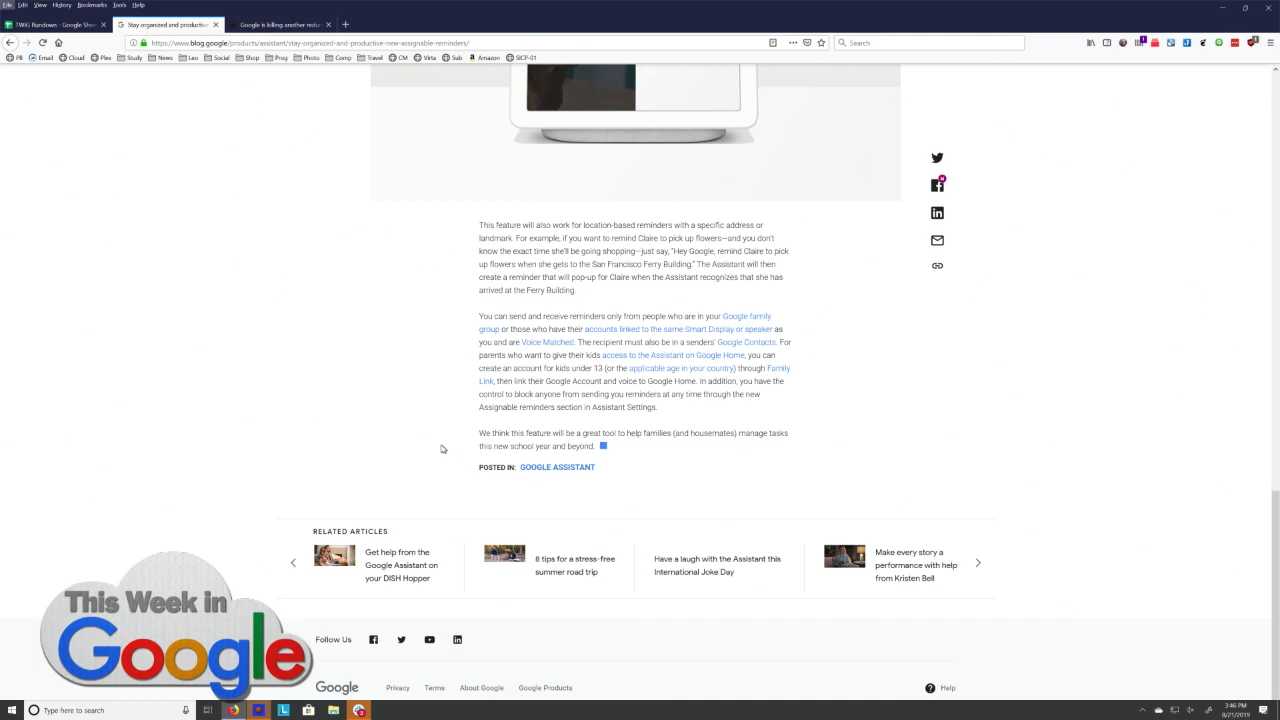 File Edit View History Bookmarks Tools Help
TWiG Rundown - Google Shee
Stay organized and productive
Google is killing another redun
https://www.blog.google/products/assistant/stay-organized-and-productive-new-assignable-reminders/
Search
PB Email Cloud Plex Study News Leo Social Shop Prog Photo Comp Travel CM Virta Sub Amazon SICP-01
This feature will also work for location-based reminders with a specific address or
landmark. For example, if you want to remind Claire to pick up flowers—and you don't
know the exact time she'll be going shopping—just say, "Hey Google, remind Claire to pick
up flowers when she gets to the San Francisco Ferry Building." The Assistant will then
create a reminder that will pop-up for Claire when the Assistant recognizes that she has
arrived at the Ferry Building.
You can send and receive reminders only from people who are in your Google family
group or those who have their accounts linked to the same Smart Display or speaker as
you and are Voice Matched. The recipient must also be in a senders' Google Contacts. For
parents who want to give their kids access to the Assistant on Google Home, you can
create an account for kids under 13 (or the applicable age in your country) through Family
Link, then link their Google Account and voice to Google Home. In addition, you have the
control to block anyone from sending you reminders at any time through the new
Assignable reminders section in Assistant Settings.
We think this feature will be a great tool to help families (and housemates) manage tasks
this new school year and beyond.
POSTED IN: GOOGLE ASSISTANT
RELATED ARTICLES
Get help from the
Google Assistant on
your DISH Hopper
8 tips for a stress-free
summer road trip
Have a laugh with the Assistant this
International Joke Day
Make every story a
performance with help
from Kristen Bell
This Week in
Google
Follow Us
Google Privacy Terms About Google Google Products Help
Type here to search
3:46 PM
8/21/2019